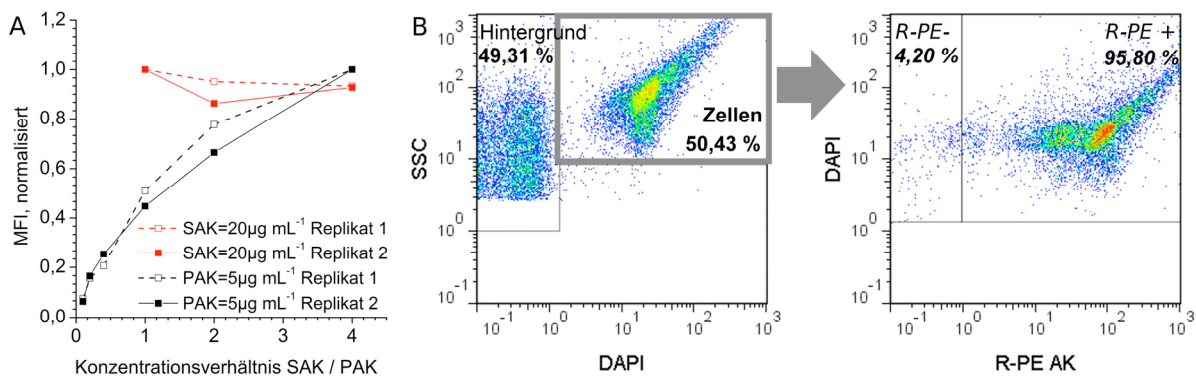 A
1,2
1,0
0,8
0,6
0,4
0,2
0,0
MFI, normalisiert
SAK=20µg mL⁻¹ Replikat 1
SAK=20µg mL⁻¹ Replikat 2
PAK=5µg mL⁻¹ Replikat 1
PAK=5µg mL⁻¹ Replikat 2
0 1 2 3 4
Konzentrationsverhältnis SAK / PAK
B
10³
10²
10¹
10⁰
10⁻¹
SSC
Hintergrund
49,31 %
Zellen
50,43 %
10⁻¹ 10⁰ 10¹ 10² 10³
DAPI
10³
10²
10¹
10⁰
10⁻¹
DAPI
R-PE- R-PE +
4,20 % 95,80 %
10⁻¹ 10⁰ 10¹ 10² 10³
R-PE AK